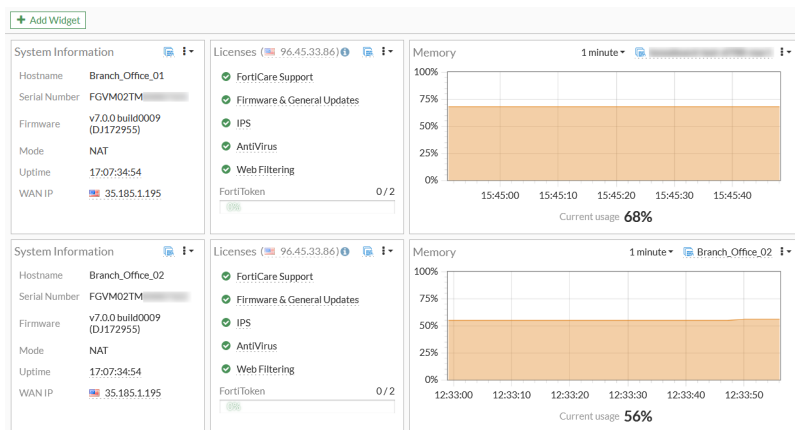 + Add Widget
System Information
Hostname Branch_Office_01
Serial Number FGVM02TM
Firmware v7.0.0 build0009
(DJ172955)
Mode NAT
Uptime 17:07:34:54
WAN IP 35.185.1.195
Licenses (96.45.33.86)
FortiCare Support
Firmware & General Updates
IPS
AntiVirus
Web Filtering
FortiToken 0 / 2
0%
Memory 1 minute
100%
75%
50%
25%
0%
15:45:00 15:45:10 15:45:20 15:45:30 15:45:40
Current usage 68%
System Information
Hostname Branch_Office_02
Serial Number FGVM02TM
Firmware v7.0.0 build0009
(DJ172955)
Mode NAT
Uptime 17:07:34:54
WAN IP 35.185.1.195
Licenses (96.45.33.86)
FortiCare Support
Firmware & General Updates
IPS
AntiVirus
Web Filtering
FortiToken 0 / 2
0%
Memory 1 minute Branch_Office_02
100%
75%
50%
25%
0%
12:33:00 12:33:10 12:33:20 12:33:30 12:33:40 12:33:50
Current usage 56%